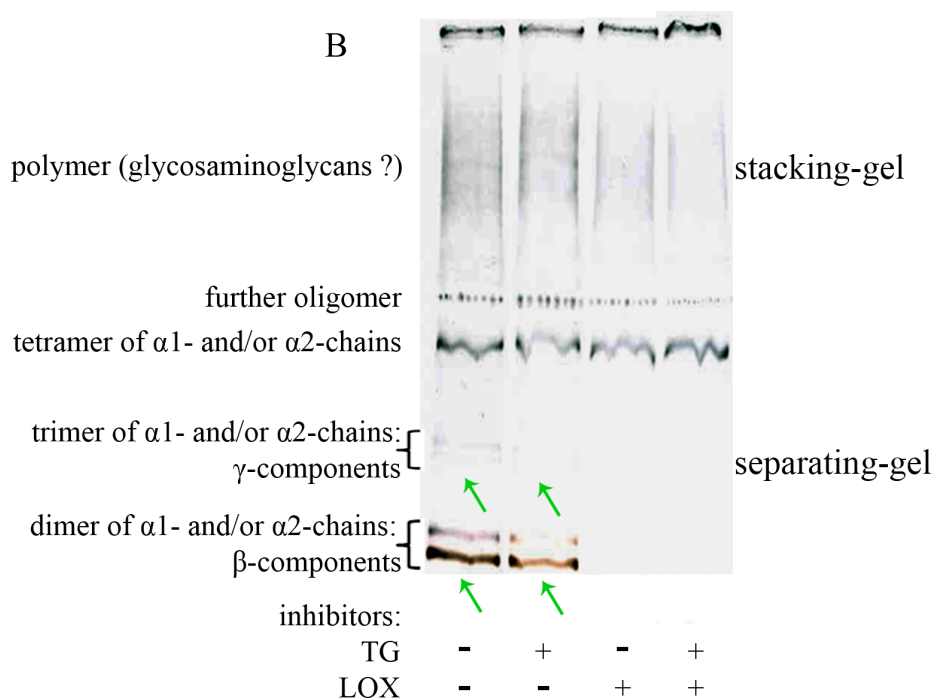 B
polymer (glycosaminoglycans ?)
stacking-gel
further oligomer
tetramer of α1- and/or α2-chains
trimer of α1- and/or α2-chains:
γ-components
separating-gel
dimer of α1- and/or α2-chains:
β-components
inhibitors:
TG - + - +
LOX - - + +